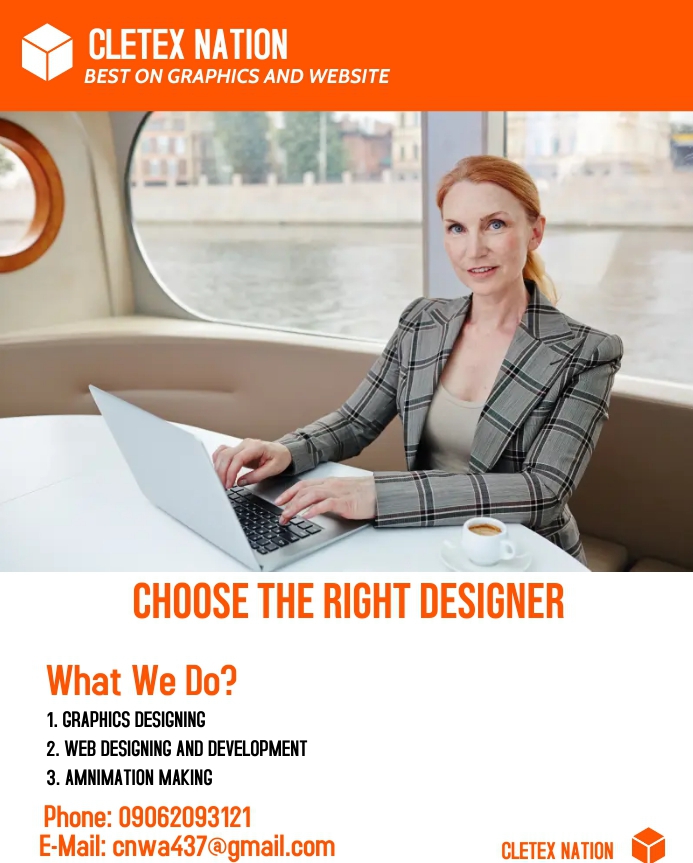 CLETEX NATION
BEST ON GRAPHICS AND WEBSITE
CHOOSE THE RIGHT DESIGNER
What We Do?
1. GRAPHICS DESIGNING
2. WEB DESIGNING AND DEVELOPMENT
3. AMNIMATION MAKING
Phone: 09062093121
E-Mail: cnwa437@gmail.com
CLETEX NATION